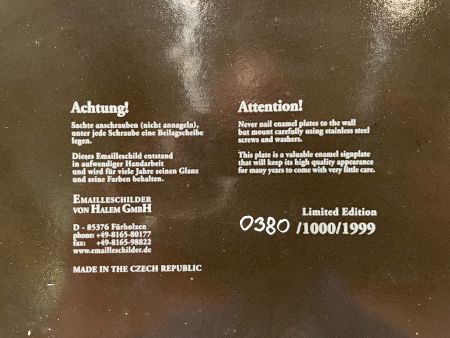 Achtung!
Sachte anschrauben (nicht annageln),
unter jede Schraube eine Beilagscheibe
legen.
Dieses Emailleschild entstand
in aufwendiger Handarbeit
und wird für viele Jahre seinen Glanz
und seine Farben behalten.
EMAILLESCHILDER
VON HALEM GMBH
D - 85376 Fürholzen
phone: +49-8165-80177
fax: +49-8165-98822
www.emailleschilder.de
MADE IN THE CZECH REPUBLIC
Attention!
Never nail enamel plates to the wall
but mount carefully using stainless steel
screws and washers.
This plate is a valuable enamel signplate
that will keep its high quality appearance
for many years to come with very little care.
Limited Edition
0380 /1000/1999